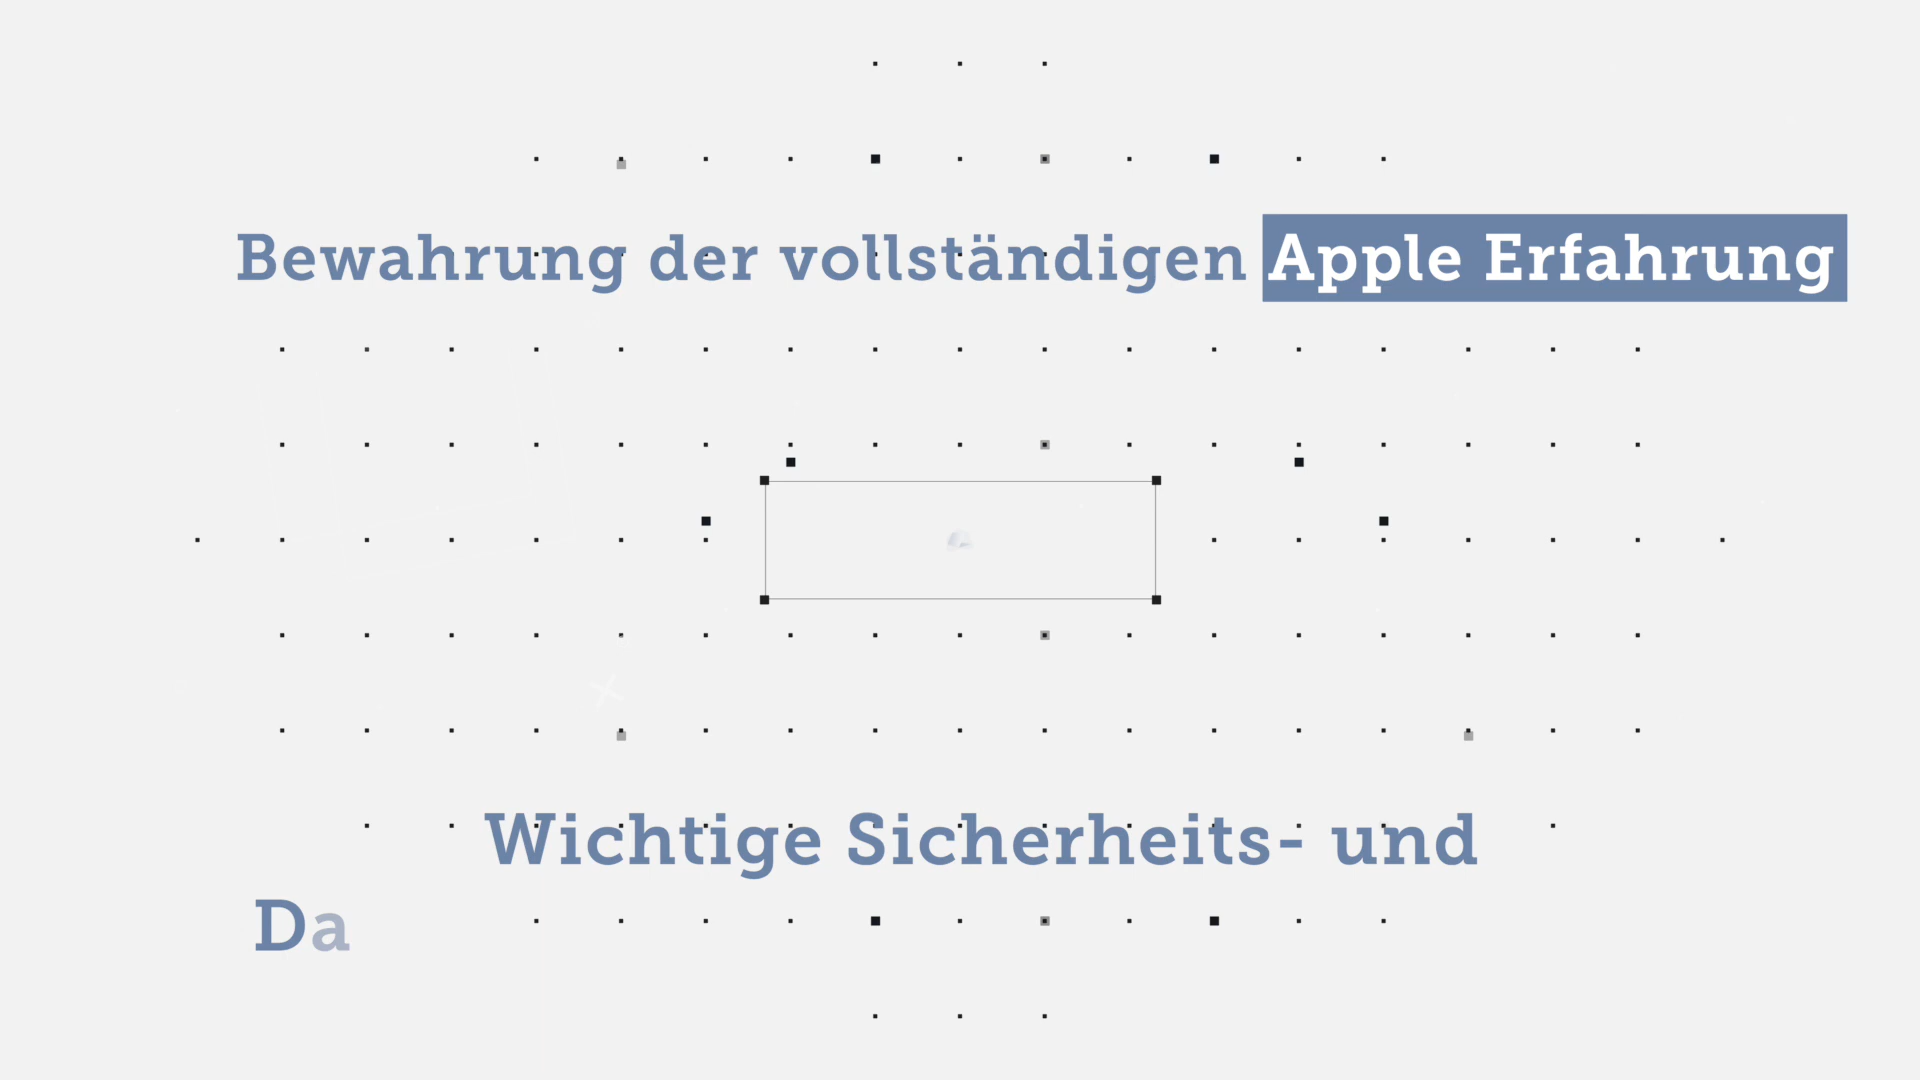 Bewahrung der vollständigen Apple Erfahrung
Wichtige Sicherheits- und
Da